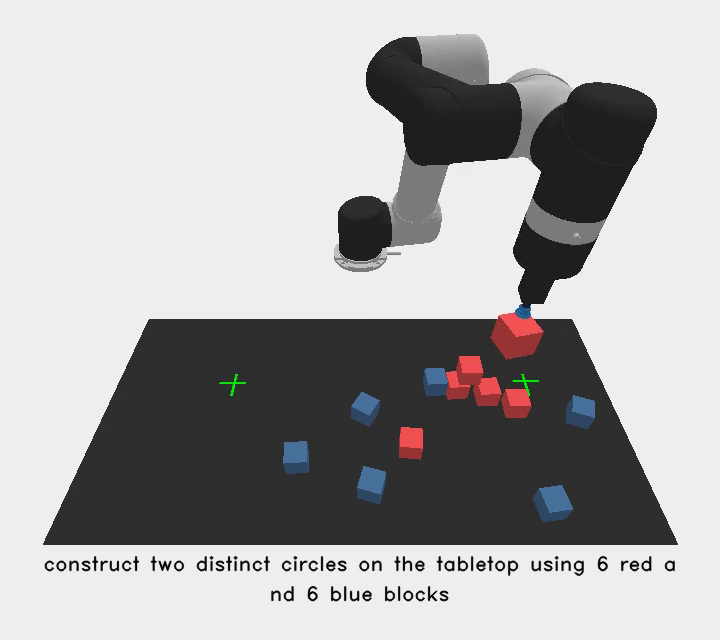 construct two distinct circles on the tabletop using 6 red a
nd 6 blue blocks